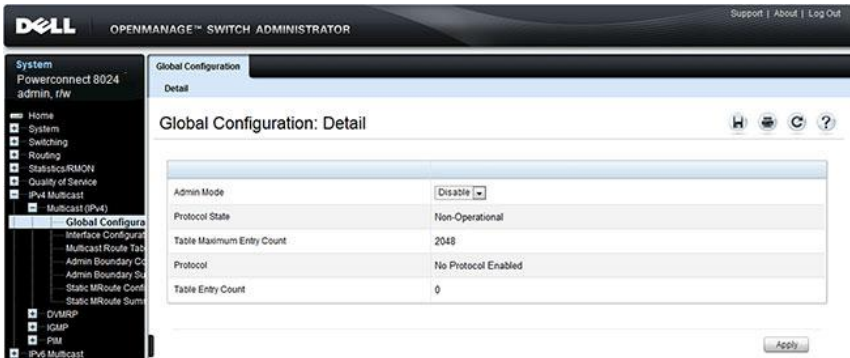 Support | About | Log Out
DELL OPENMANAGE™ SWITCH ADMINISTRATOR
System
Powerconnect 8024
admin, r/w
Home
System
Switching
Routing
Statistics/RMON
Quality of Service
IPv4 Multicast
Multicast (IPv4)
Global Configura
Interface Configurat
Multicast Route Tab
Admin Boundary Co
Admin Boundary Su
Static MRoute Confi
Static MRoute Summ
DVMRP
IGMP
PIM
IPv6 Multicast
Global Configuration
Detail
Global Configuration: Detail
Admin Mode Disable
Protocol State Non-Operational
Table Maximum Entry Count 2048
Protocol No Protocol Enabled
Table Entry Count 0
Apply